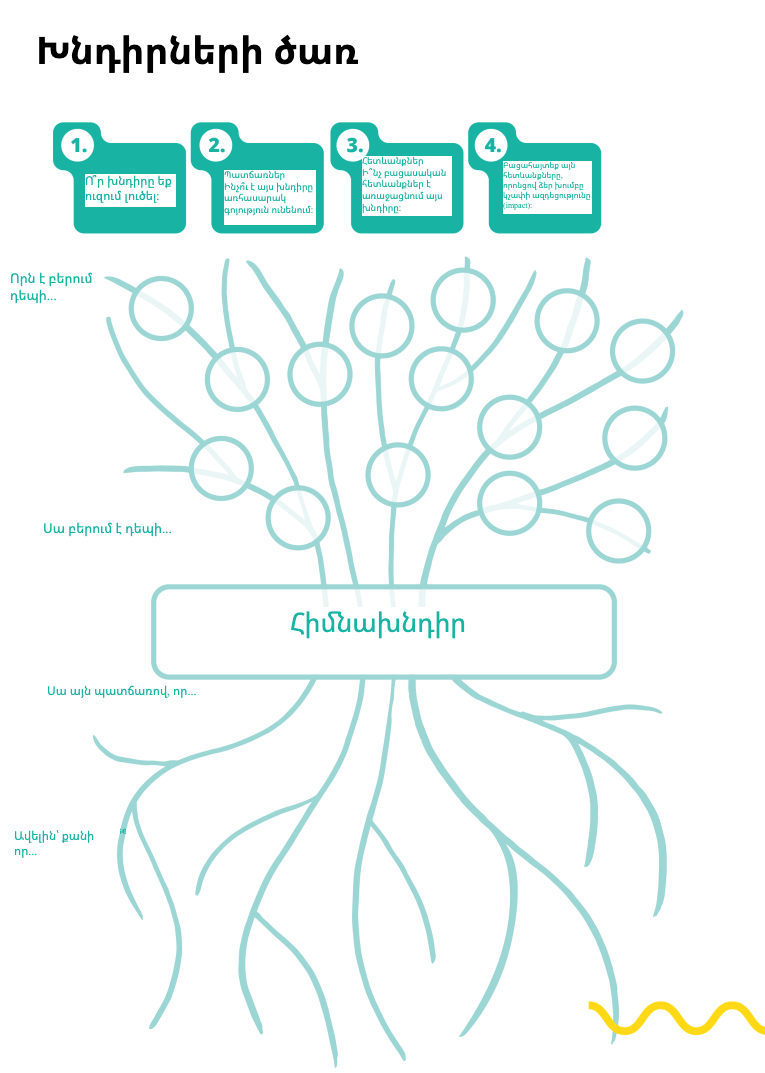 Խնդիրների ծառ
1.
Ո՞ր խնդիրը եք
ուզում լուծել:
2.
Պատճառներ
Ինչու՞ է այս խնդիրը
առհասարակ
գոյություն ունենում:
3.
Հետևանքներ
Ի՞նչ բացասական
հետևանքներ է
առաջացնում այս
խնդիրը:
4.
Բացահայտեք այն
հետևանքները,
որոնցով ձեր խումբը
կչափի ազդեցությունը
(impact):
Որն է բերում
դեպի...
Սա բերում է դեպի...
Հիմնախնդիր
Սա այն պատճառով, որ...
Ավելին՝ քանի
որ...